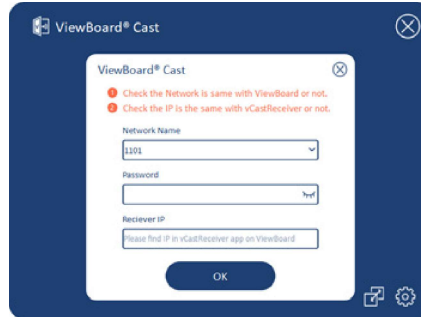 ViewBoard® Cast
ViewBoard® Cast
1 Check the Network is same with ViewBoard or not.
2 Check the IP is the same with vCastReceiver or not.
Network Name
1101
Password
Reciever IP
Please find IP in vCastReceiver app on ViewBoard
OK